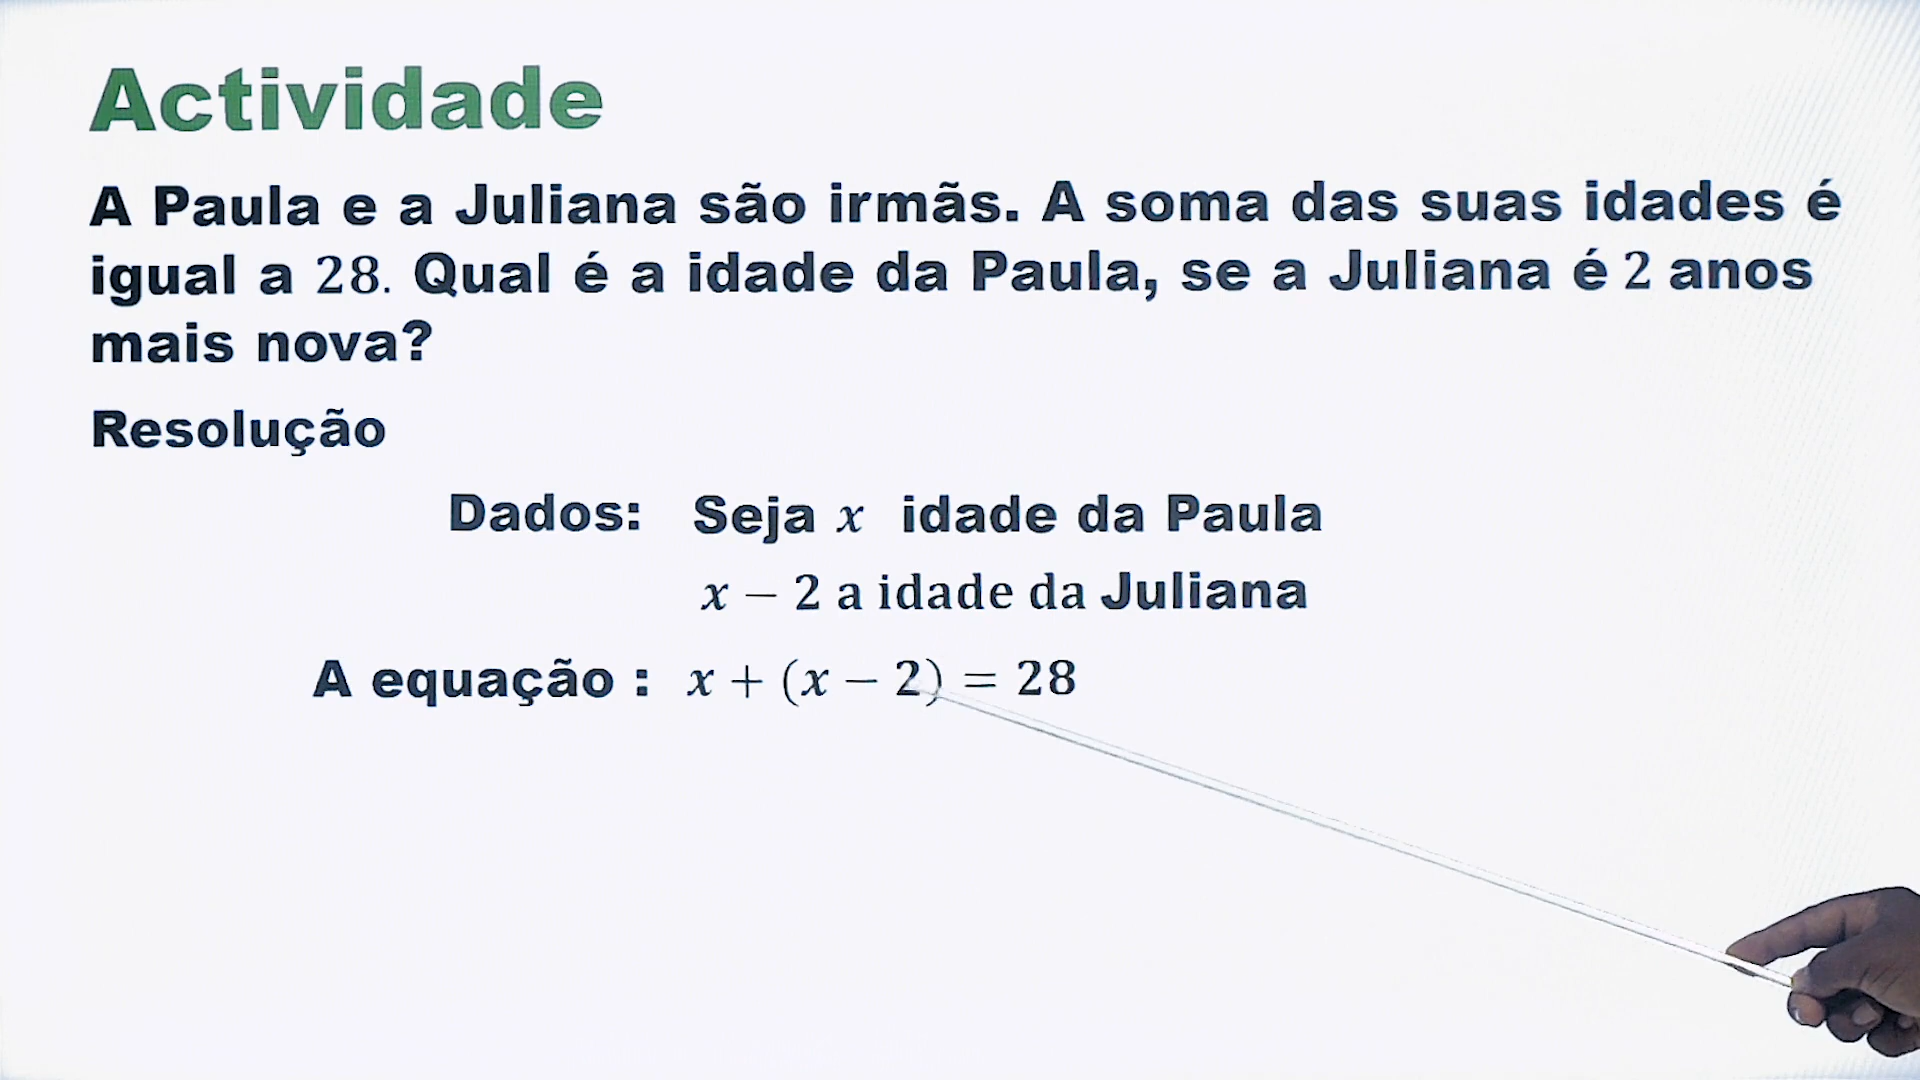 Actividade
A Paula e a Juliana são irmãs. A soma das suas idades é
igual a 28. Qual é a idade da Paula, se a Juliana é 2 anos
mais nova?
Resolução
Dados: Seja x idade da Paula
x − 2 a idade da Juliana
A equação : x + (x − 2) = 28